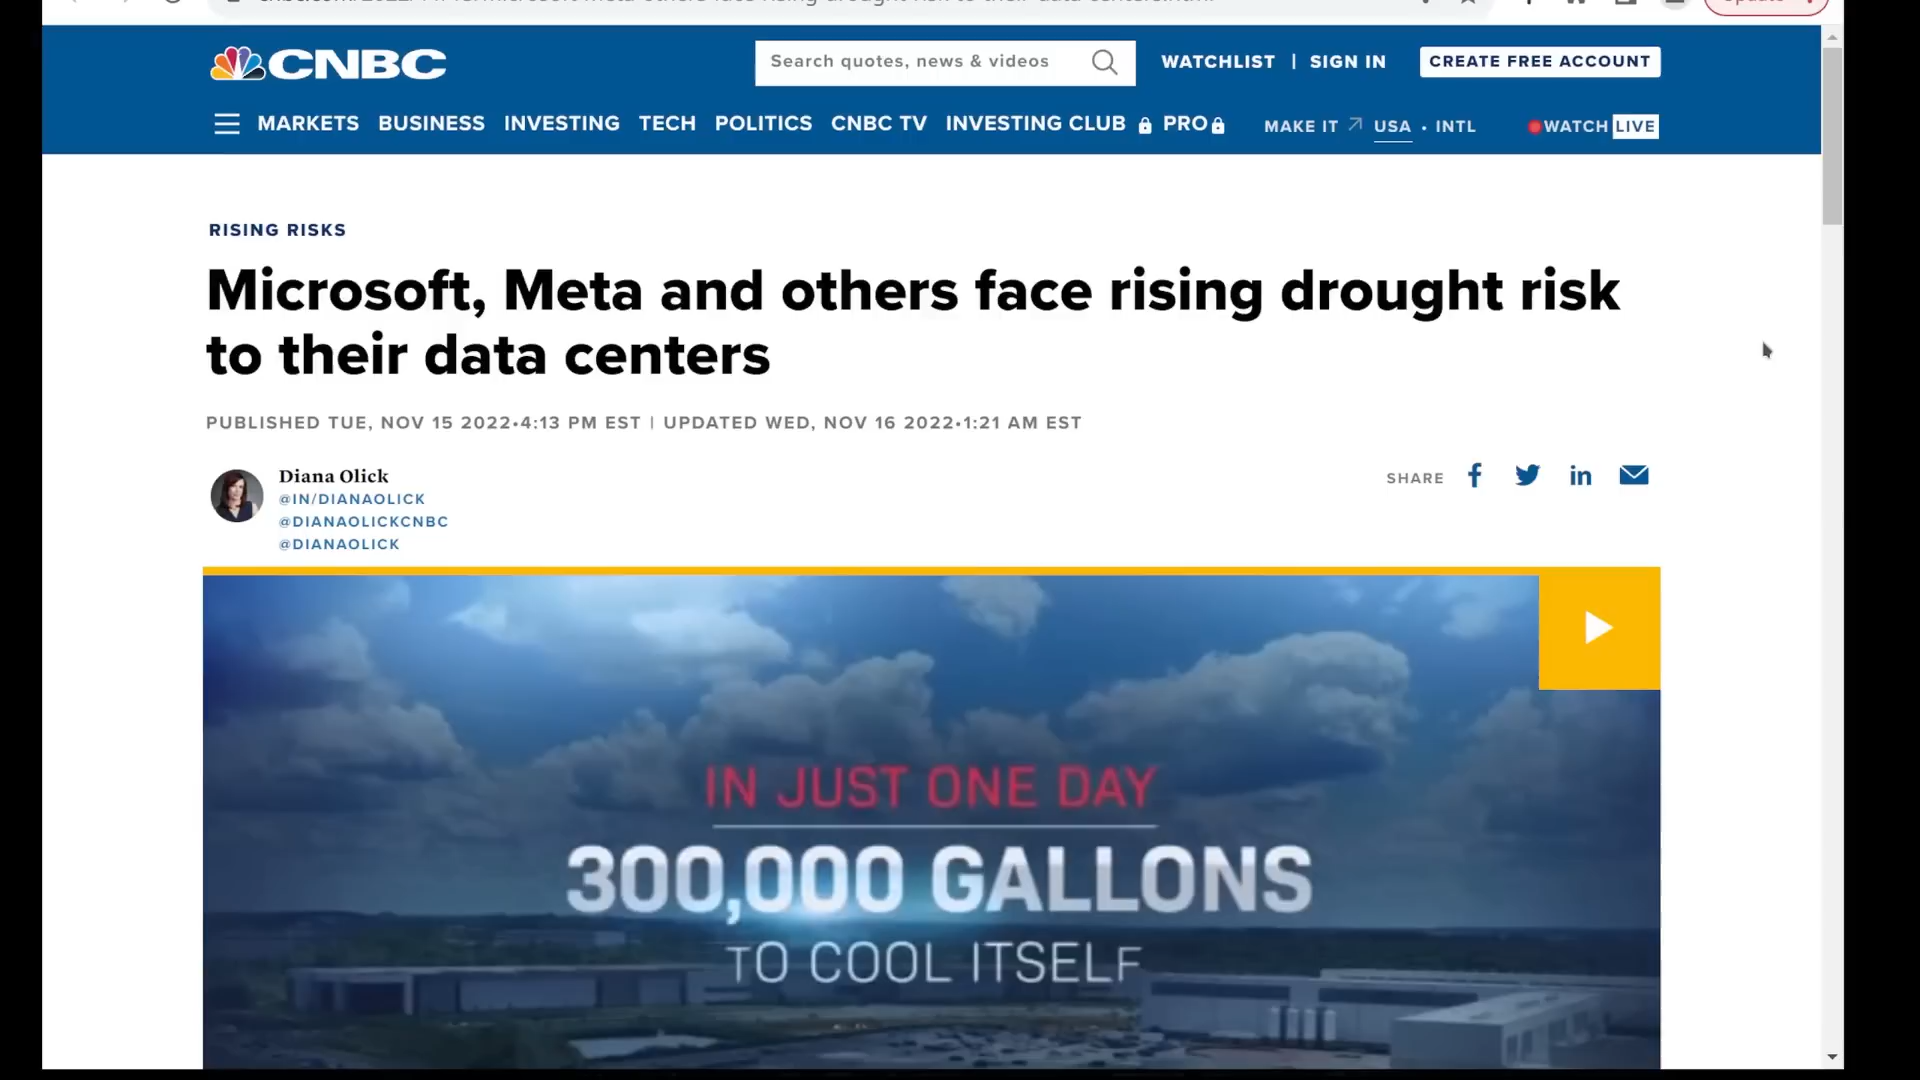 CNBC
Search quotes, news & videos
WATCHLIST | SIGN IN
CREATE FREE ACCOUNT
MARKETS BUSINESS INVESTING TECH POLITICS CNBC TV INVESTING CLUB PRO
MAKE IT USA • INTL
WATCH LIVE
RISING RISKS
Microsoft, Meta and others face rising drought risk
to their data centers
PUBLISHED TUE, NOV 15 2022•4:13 PM EST | UPDATED WED, NOV 16 2022•1:21 AM EST
Diana Olick
@IN/DIANAOLICK
@DIANAOLICKCNBC
@DIANAOLICK
SHARE
IN JUST ONE DAY
300,000 GALLONS
TO COOL ITSELF